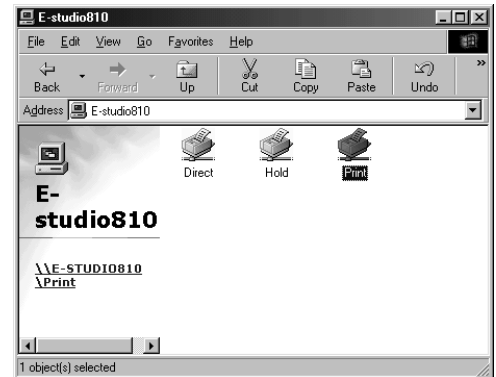 E-studio810
File Edit View Go Favorites Help
Back Forward Up Cut Copy Paste Undo »
Address E-studio810
E-
studio810
\\E-STUDIO810
\Print
Direct Hold Print
1 object(s) selected